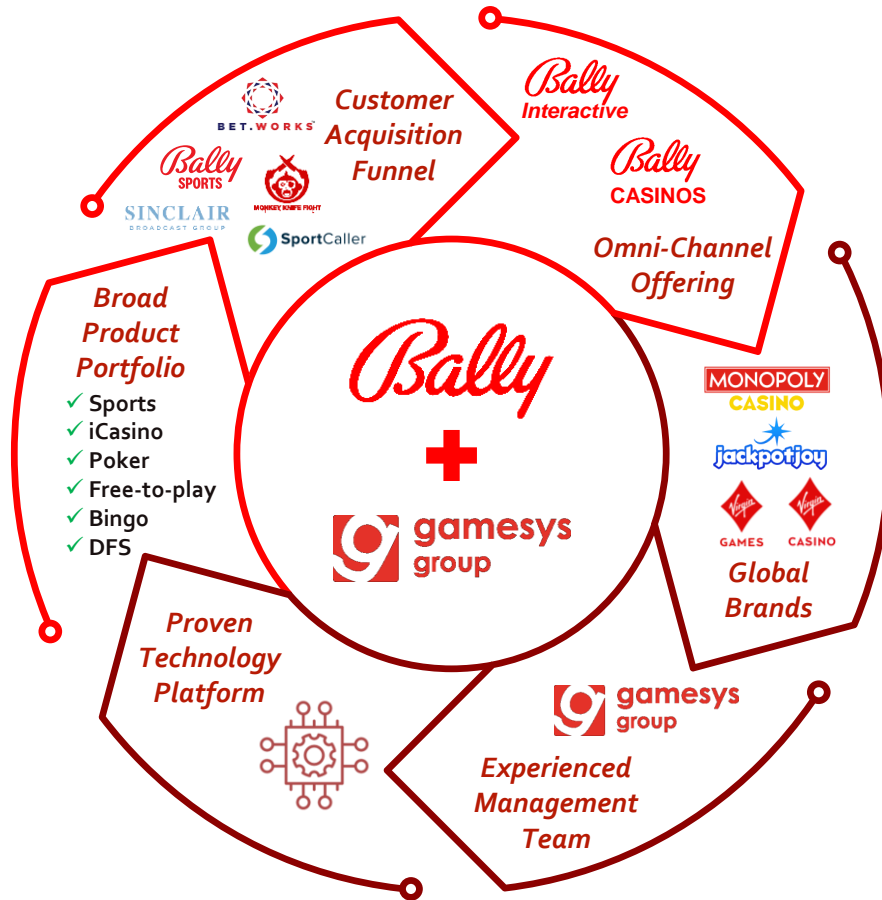 BET.WORKS™
Bally
SPORTS
MONKEY KNIFE FIGHT
SINCLAIR
BROADCAST GROUP
SportCaller
Customer
Acquisition
Funnel
Bally
Interactive
Bally
CASINOS
Omni-Channel
Offering
MONOPOLY
CASINO
jackpotjoy
Virgin
GAMES
Virgin
CASINO
Global
Brands
gamesys
group
Experienced
Management
Team
Proven
Technology
Platform
Broad
Product
Portfolio
✓ Sports
✓ iCasino
✓ Poker
✓ Free-to-play
✓ Bingo
✓ DFS
Bally
+
gamesys
group